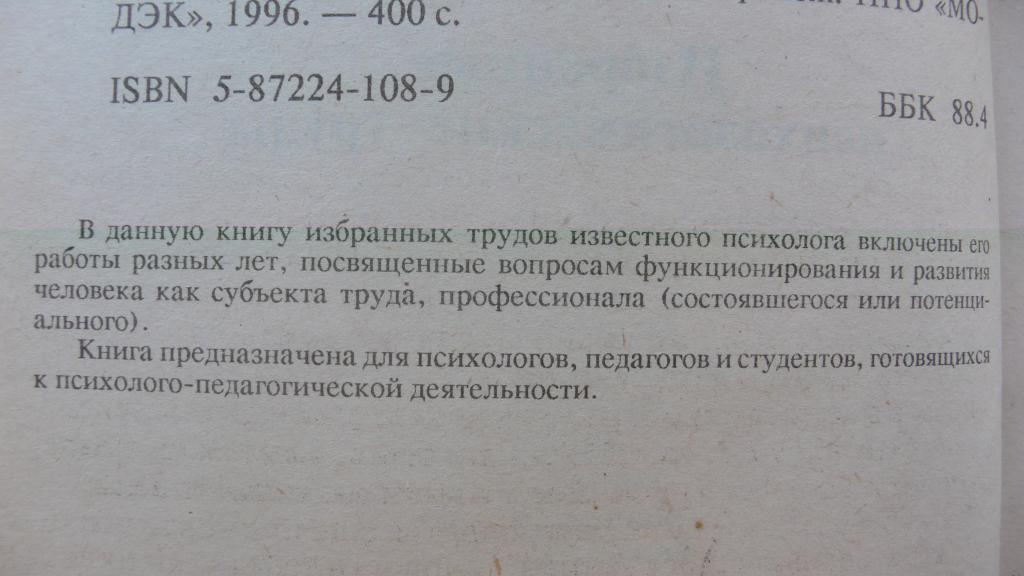 НПО «МО-
ДЭК», 1996. — 400 с.
ISBN 5-87224-108-9
ББК 88.4
В данную книгу избранных трудов известного психолога включены его
работы разных лет, посвященные вопросам функционирования и развития
человека как субъекта труда, профессионала (состоявшегося или потенци-
ального).
Книга предназначена для психологов, педагогов и студентов, готовящихся
к психолого-педагогической деятельности.